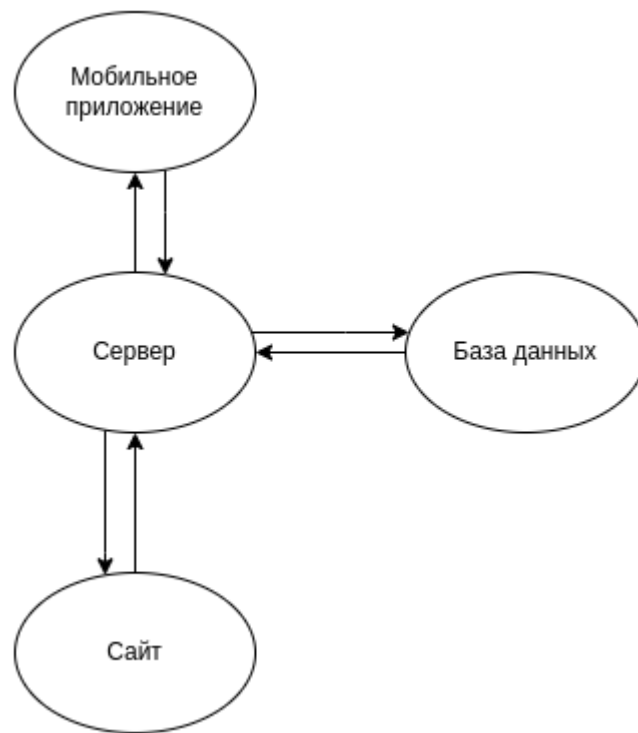 Мобильное
приложение
Сервер
База данных
Сайт